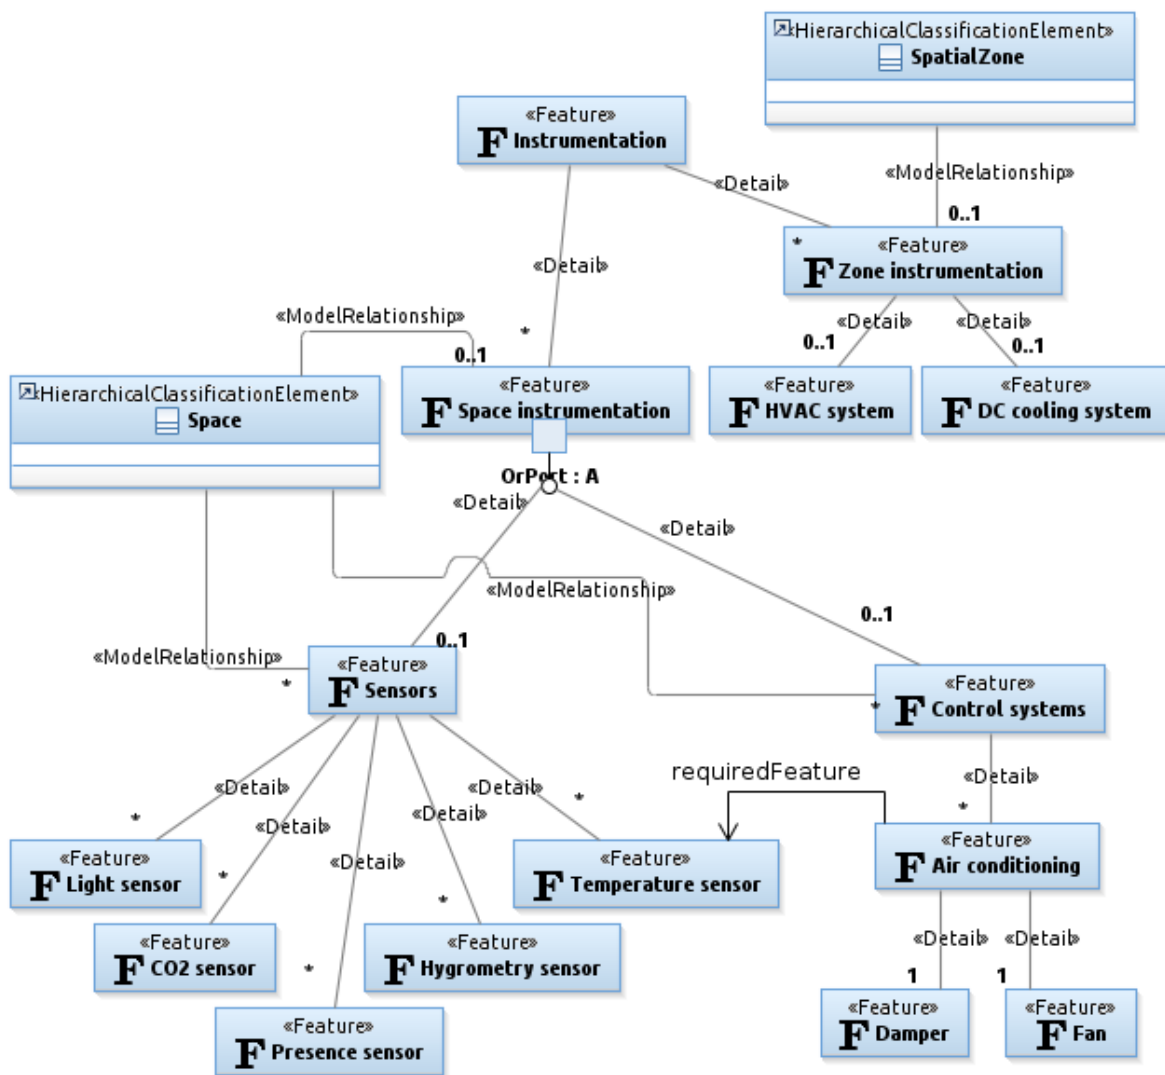 «HierarchicalClassificationElement»
SpatialZone
«Feature»
F Instrumentation
«Detail»
«ModelRelationship»
0..1
*
«Feature»
F Zone instrumentation
«Detail»
«ModelRelationship»
*
0..1
«Detail»
«Detail»
0..1
0..1
«HierarchicalClassificationElement»
Space
«Feature»
F Space instrumentation
«Feature»
F HVAC system
«Feature»
F DC cooling system
OrPort : A
«Detail»
«Detail»
«ModelRelationship»
0..1
0..1
«ModelRelationship»
*
«Feature»
F Sensors
*
«Feature»
F Control systems
«Detail»
«Detail»
«Detail»
«Detail»
«Detail»
requiredFeature
«Detail»
*
*
*
*
*
*
«Feature»
F Light sensor
«Feature»
F Temperature sensor
«Feature»
F Air conditioning
«Feature»
F CO2 sensor
«Feature»
F Hygrometry sensor
«Detail»
«Detail»
1
1
«Feature»
F Presence sensor
«Feature»
F Damper
«Feature»
F Fan